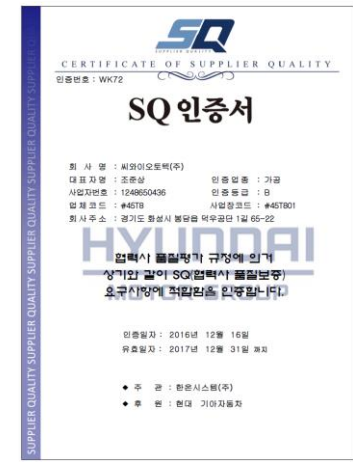 SQ
SUPPLIER QUALITY
CERTIFICATE OF SUPPLIER QUALITY
인증번호 : WK72
SQ 인증서
회 사 명 : 씨와이오토텍(주)
대 표 자 명 : 조준상 인 증 업 종 : 가공
사업자번호 : 1248650436 인 증 등 급 : B
업 체 코 드 : #45T8 사업장코드 : #45T801
회 사 주 소 : 경기도 화성시 봉담읍 덕우공단 1길 65-22
HYUNDAI
MOTOR GROUP
협력사 품질평가 규정에 의거
상기와 같이 SQ(협력사 품질보증)
요구사항에 적합함을 인증합니다.
인증일자 : 2016년 12월 16일
유효일자 : 2017년 12월 31일 까지
◆ 주 관 : 한온시스템(주)
◆ 후 원 : 현대 기아자동차
SUPPLIER QUALITY SUPPLIER QUALITY SUPPLIER QUALITY SUPPLIER QUALITY